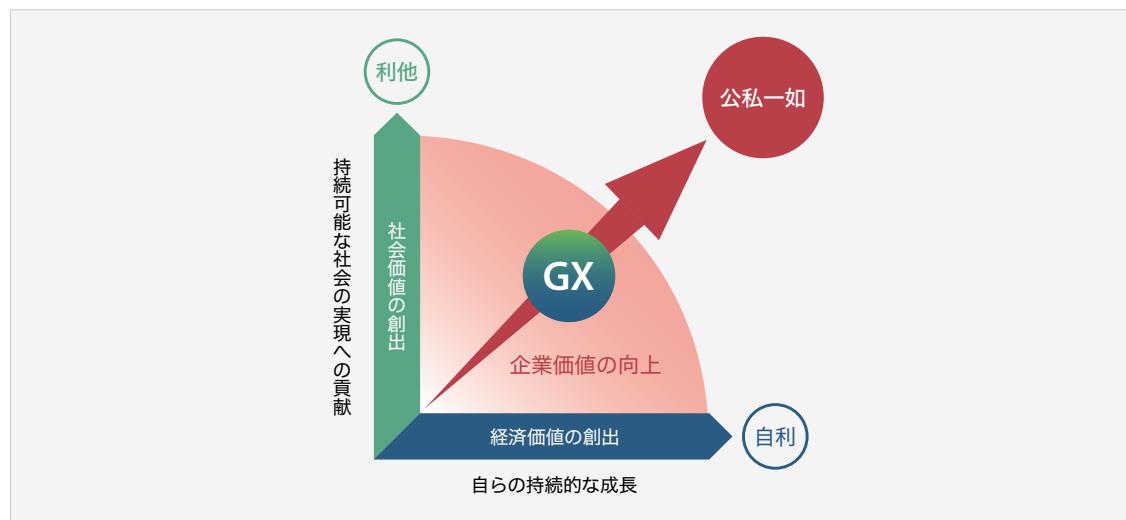 利他
公私一如
持続可能な社会の実現への貢献
社会価値の創出
GX
企業価値の向上
経済価値の創出
自利
自らの持続的な成長